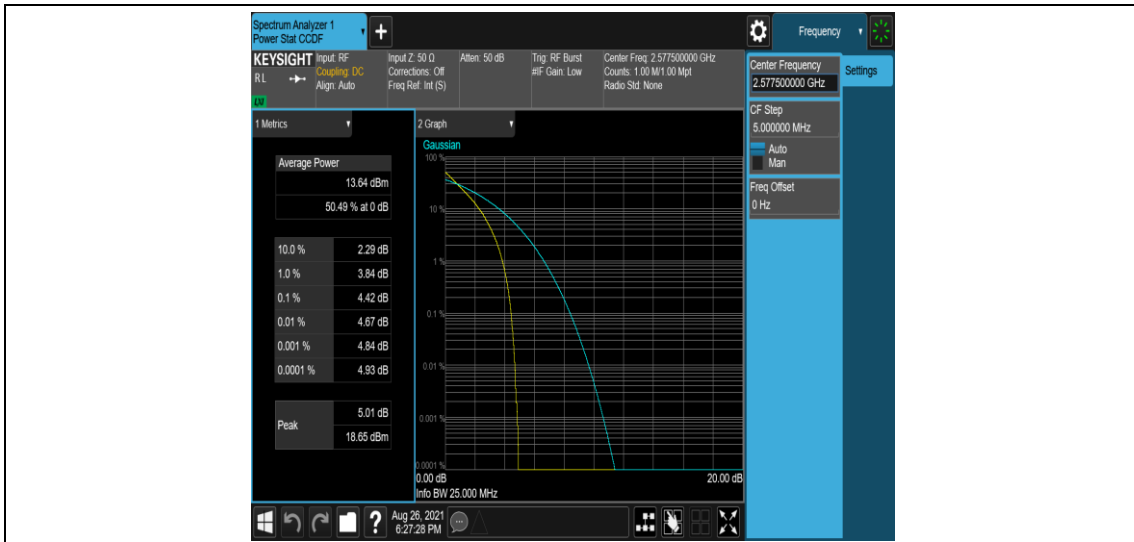 Spectrum Analyzer 1
Power Stat CCDF
Frequency
KEYSIGHT
RL
Input: RF
Coupling: DC
Align: Auto
Input Z: 50 Ω
Corrections: Off
Freq Ref: Int (S)
Atten: 50 dB
Trig: RF Burst
#IF Gain: Low
Center Freq: 2.577500000 GHz
Counts: 1.00 M/1.00 Mpt
Radio Std: None
Center Frequency
2.577500000 GHz
Settings
CF Step
5.000000 MHz
Auto
Man
Freq Offset
0 Hz
1 Metrics
Average Power
13.64 dBm
50.49 % at 0 dB
10.0 % 2.29 dB
1.0 % 3.84 dB
0.1 % 4.42 dB
0.01 % 4.67 dB
0.001 % 4.84 dB
0.0001 % 4.93 dB
Peak
5.01 dB
18.65 dBm
2 Graph
Gaussian
100 %
10 %
1 %
0.1 %
0.01 %
0.001 %
0.0001 %
0.00 dB 20.00 dB
Info BW 25.000 MHz
Aug 26, 2021
6:27:28 PM